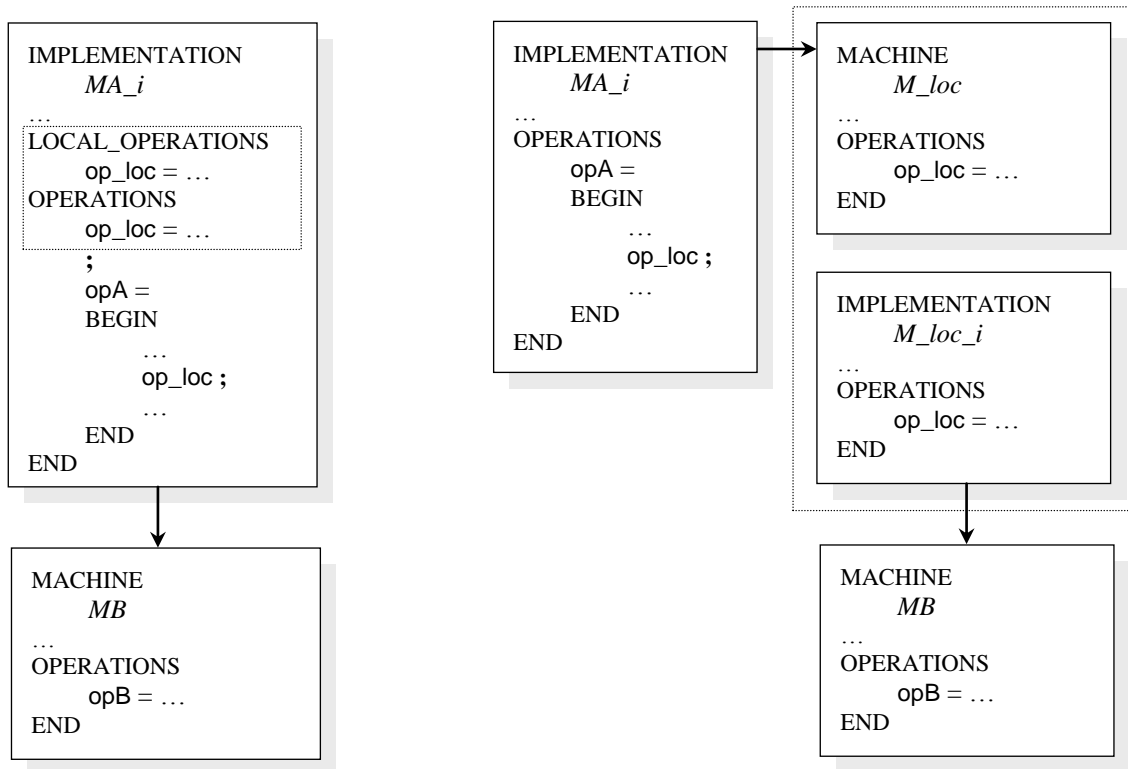 IMPLEMENTATION
MA_i
…
LOCAL_OPERATIONS
op_loc = …
OPERATIONS
op_loc = …
;
opA =
BEGIN
…
op_loc ;
…
END
END
MACHINE
MB
…
OPERATIONS
opB = …
END
IMPLEMENTATION
MA_i
…
OPERATIONS
opA =
BEGIN
…
op_loc ;
…
END
END
MACHINE
M_loc
…
OPERATIONS
op_loc = …
END
IMPLEMENTATION
M_loc_i
…
OPERATIONS
op_loc = …
END
MACHINE
MB
…
OPERATIONS
opB = …
END